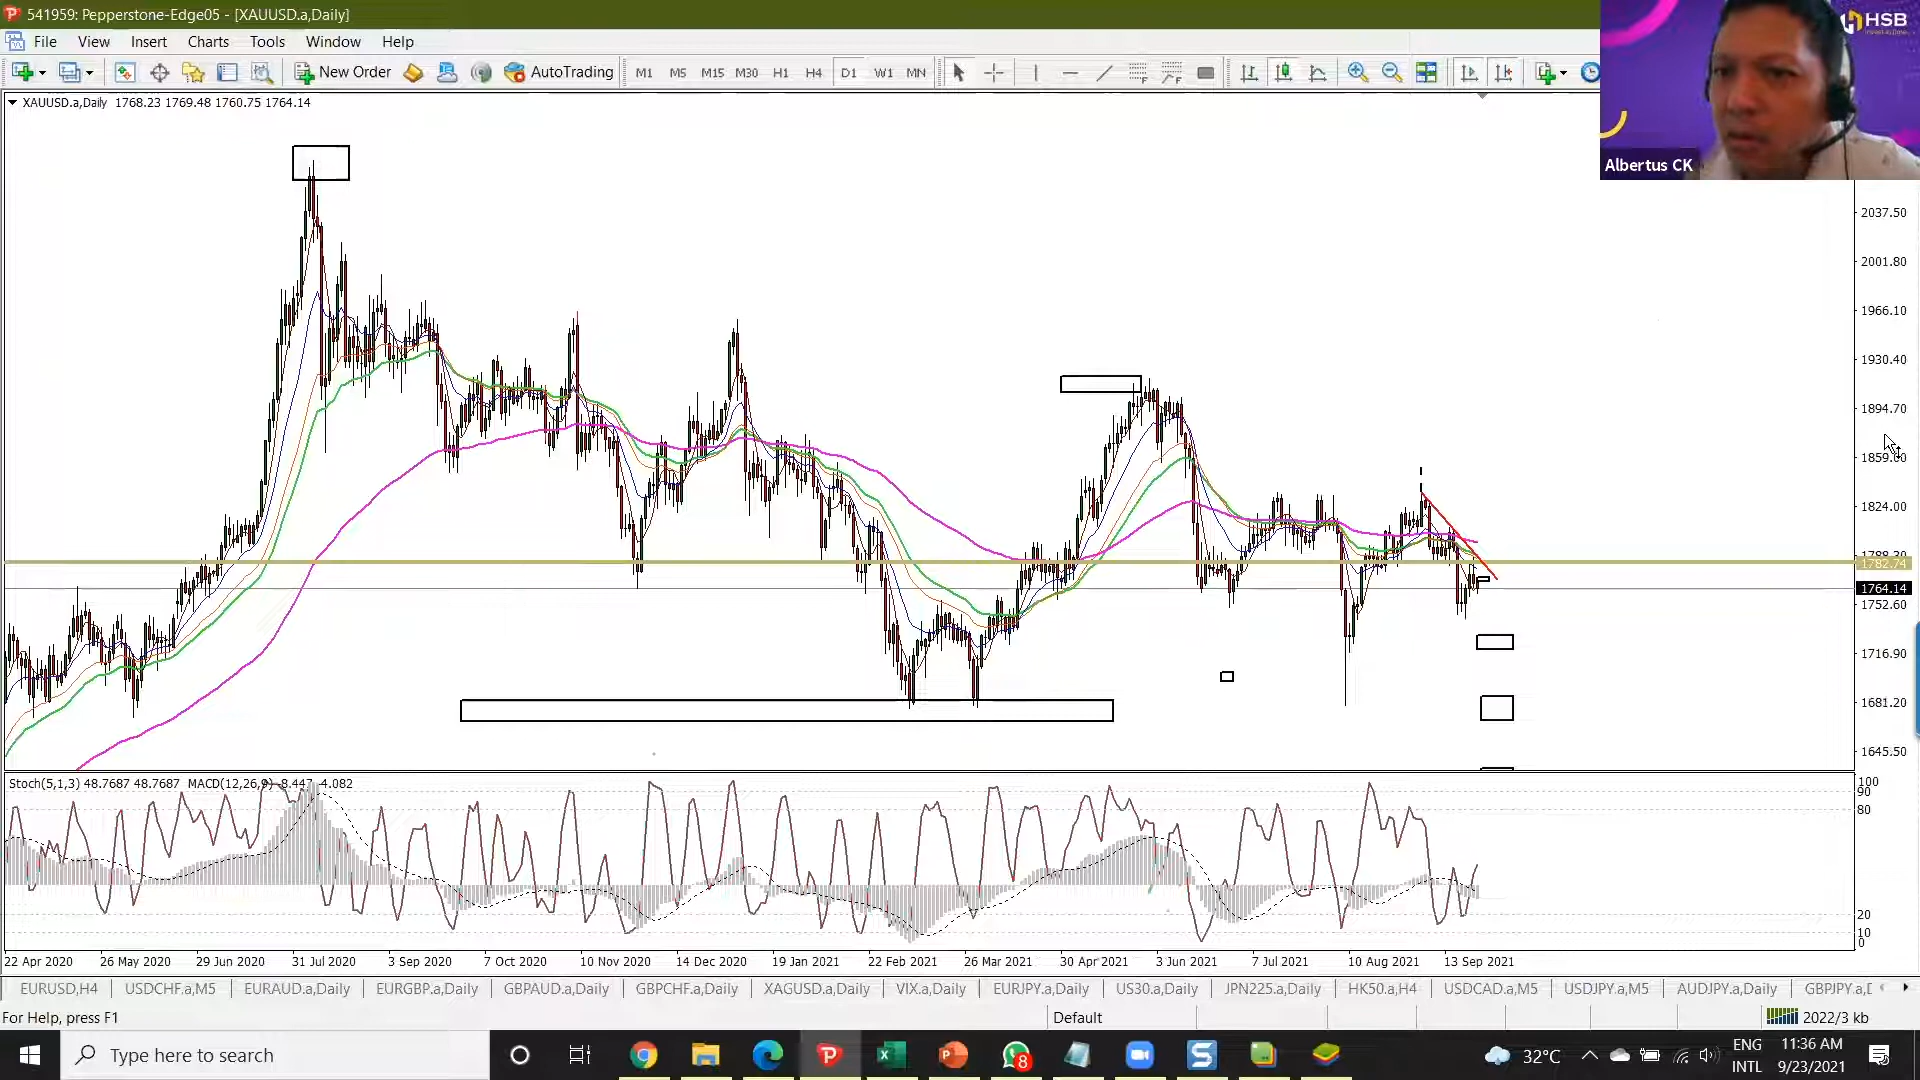 541959: Pepperstone-Edge05 - [XAUUSD.a,Daily]
HSB
Albertus CK
File View Insert Charts Tools Window Help
New Order AutoTrading M1 M5 M15 M30 H1 H4 D1 W1 MN
XAUUSD.a,Daily 1768.23 1769.48 1760.75 1764.14
2037.50
2001.80
1966.10
1930.40
1894.70
1859.00
1824.00
1782.74
1764.14
1752.60
1716.90
1681.20
1645.50
Stoch(5,1,3) 48.7687 48.7687 MACD(12,26,9) -8.447 -4.082
100
90
80
20
10
0
22 Apr 2020 26 May 2020 29 Jun 2020 31 Jul 2020 3 Sep 2020 7 Oct 2020 10 Nov 2020 14 Dec 2020 19 Jan 2021 22 Feb 2021 26 Mar 2021 30 Apr 2021 3 Jun 2021 7 Jul 2021 10 Aug 2021 13 Sep 2021
EURUSD,H4 USDCHF.a,M5 EURAUD.a,Daily EURGBP.a,Daily GBPAUD.a,Daily GBPCHF.a,Daily XAGUSD.a,Daily VIX.a,Daily EURJPY.a,Daily US30.a,Daily JPN225.a,Daily HK50.a,H4 USDCAD.a,M5 USDJPY.a,M5 AUDJPY.a,Daily GBPJPY.a,
For Help, press F1 Default 2022/3 kb
Type here to search 8 32°C ENG INTL 11:36 AM 9/23/2021